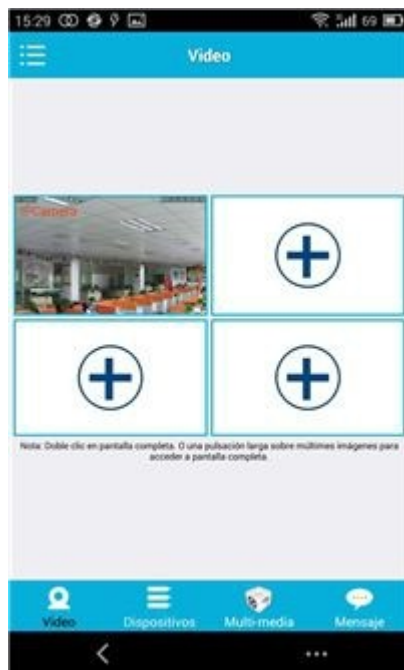 15:29
69
Video
IPCamera
Nota: Doble clic en pantalla completa. O una pulsación larga sobre múltimes imágenes para
acceder a pantalla completa.
Video Dispositivos Multi-media Mensaje